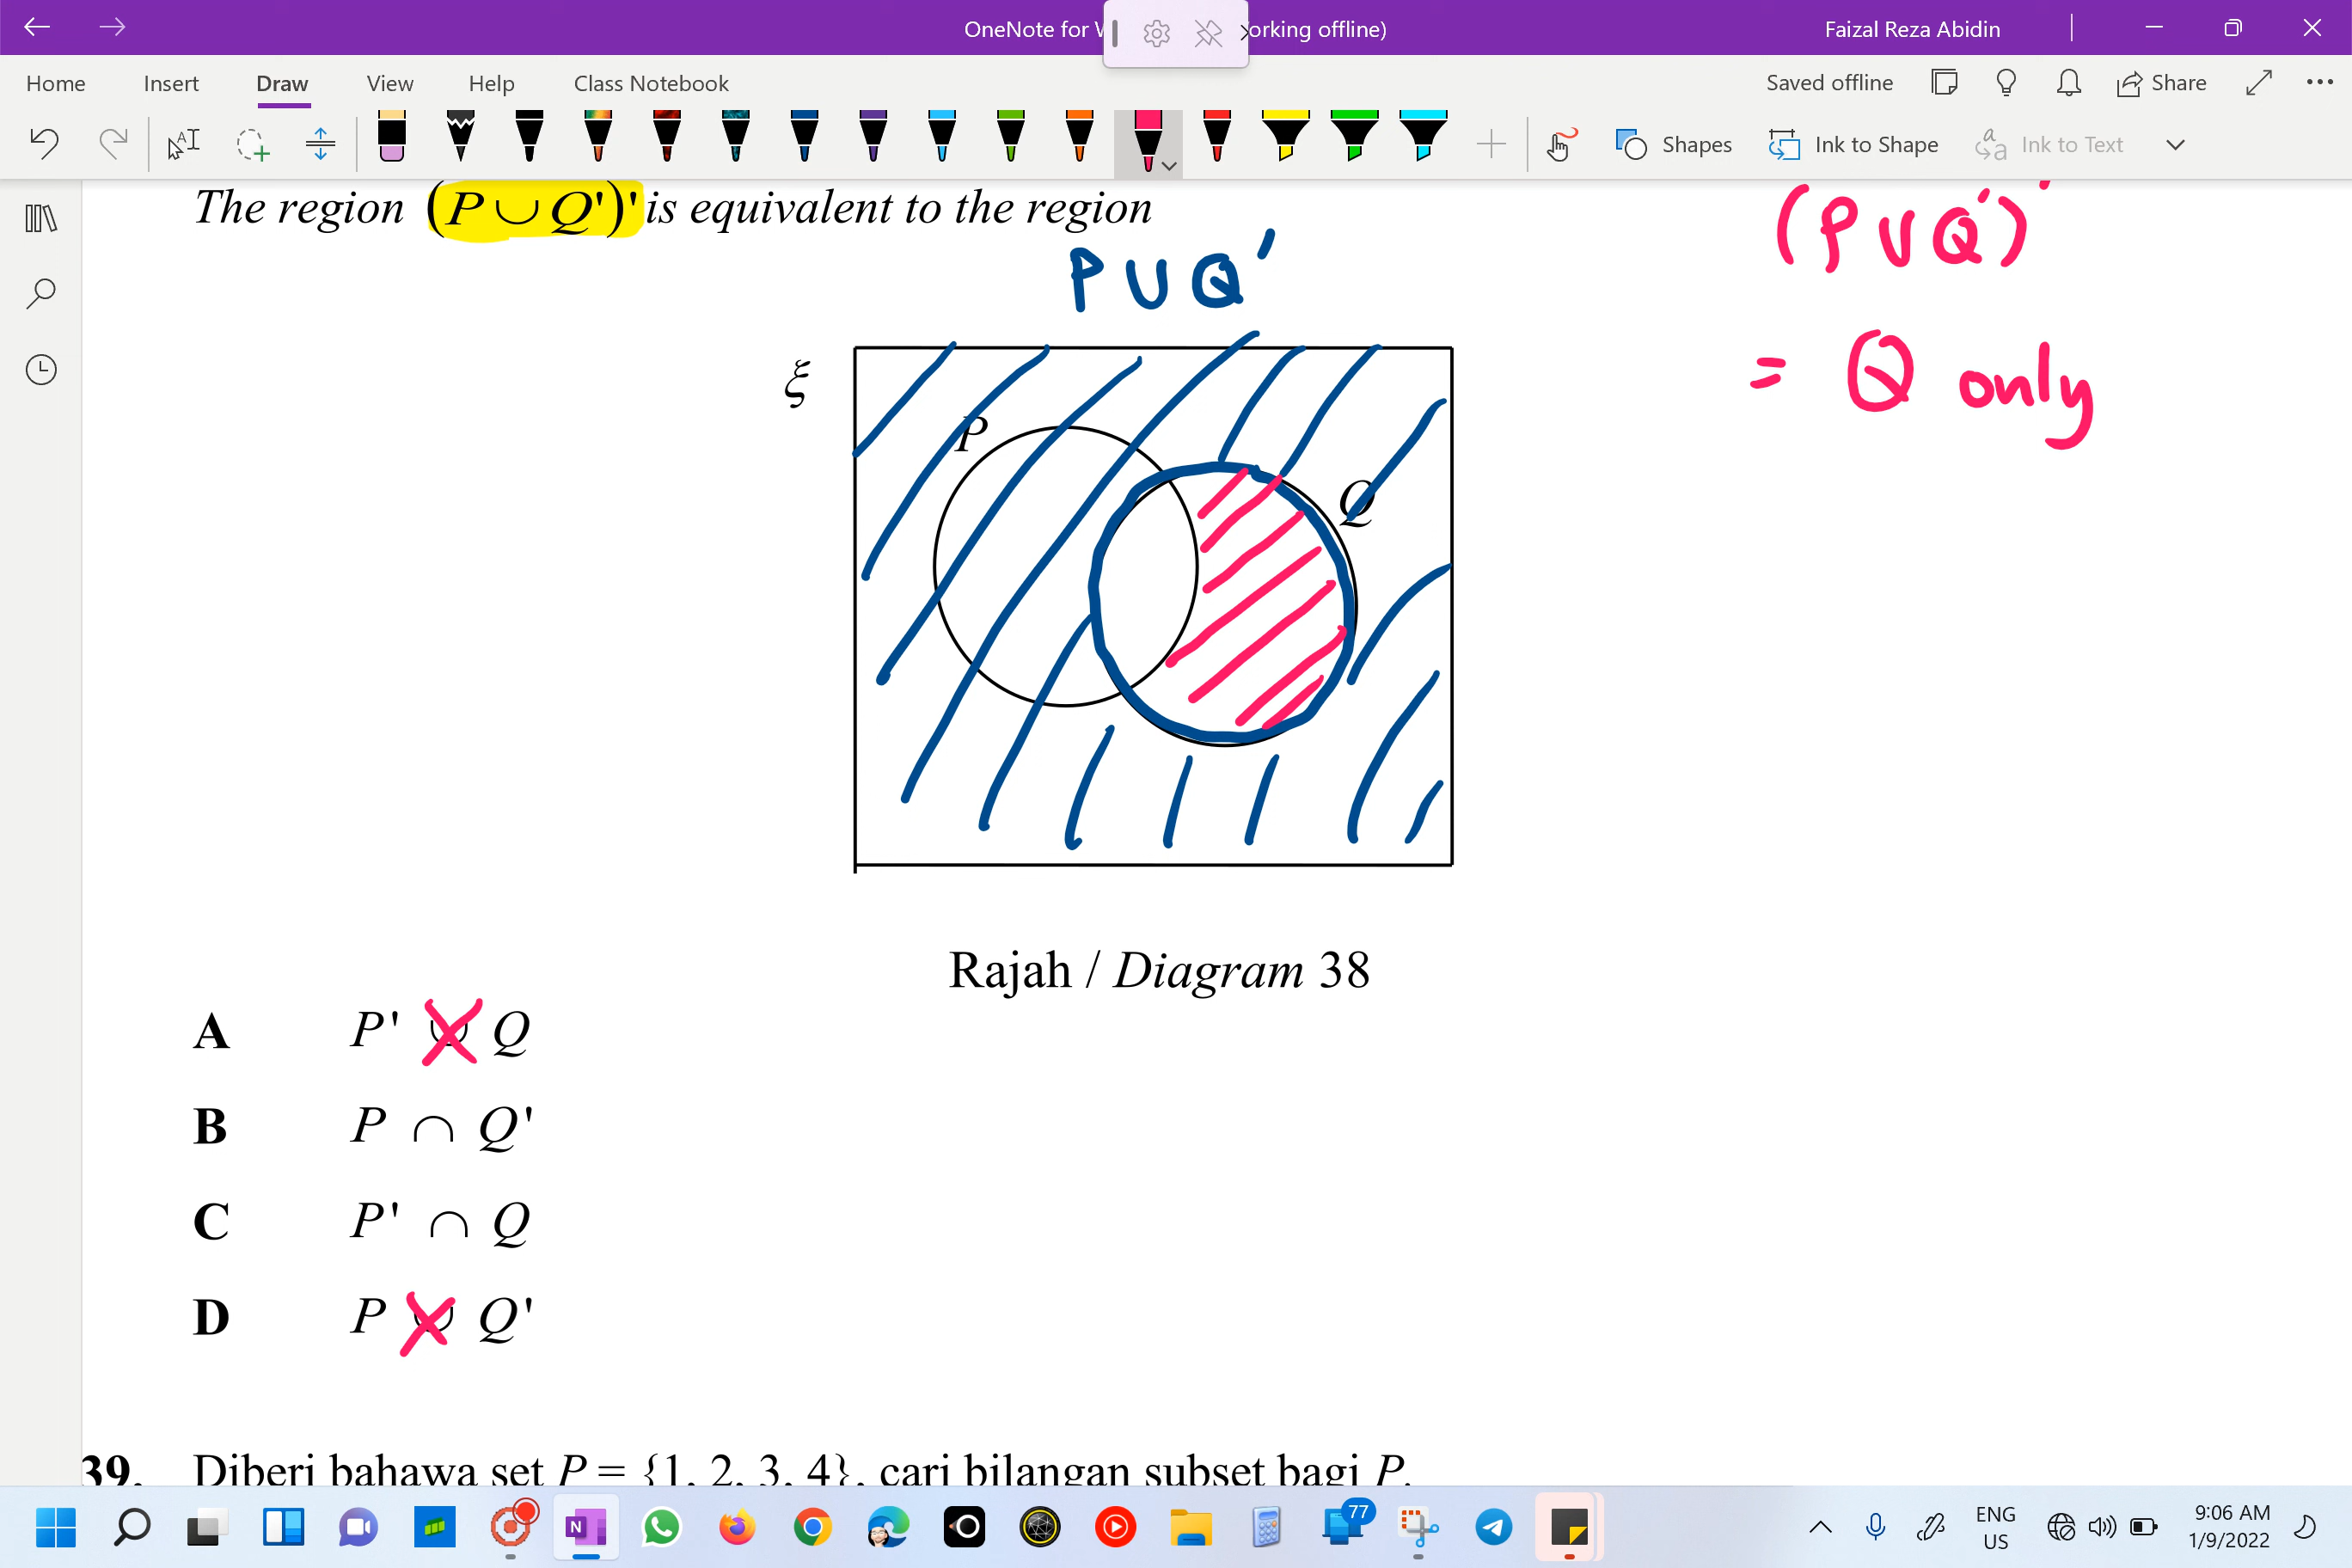 OneNote for W
orking offline)
Faizal Reza Abidin
Home Insert Draw View Help Class Notebook
Saved offline
Share
Shapes
Ink to Shape
Ink to Text
The region (P ∪ Q')' is equivalent to the region
(P ∪ Q')'
P ∪ Q'
= Q only
ξ
P
Q
Rajah / Diagram 38
A P' ∪ Q
B P ∩ Q'
C P' ∩ Q
D P ∪ Q'
39. Diberi bahawa set P = {1, 2, 3, 4}, cari bilangan subset bagi P.
N
77
ENG
US
9:06 AM
1/9/2022